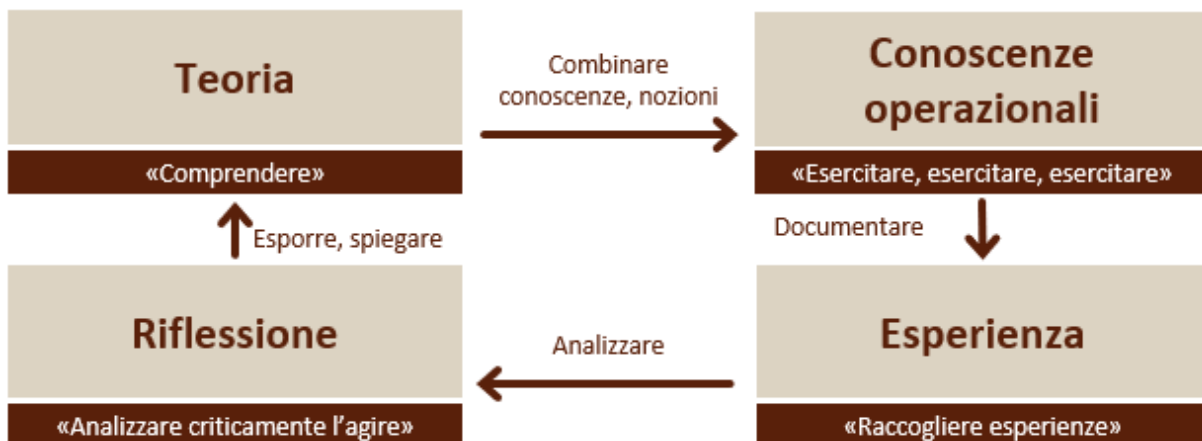 Teoria
«Comprendere»
Combinare
conoscenze, nozioni
Conoscenze
operazionali
«Esercitare, esercitare, esercitare»
Esporre, spiegare
Documentare
Riflessione
«Analizzare criticamente l’agire»
Analizzare
Esperienza
«Raccogliere esperienze»